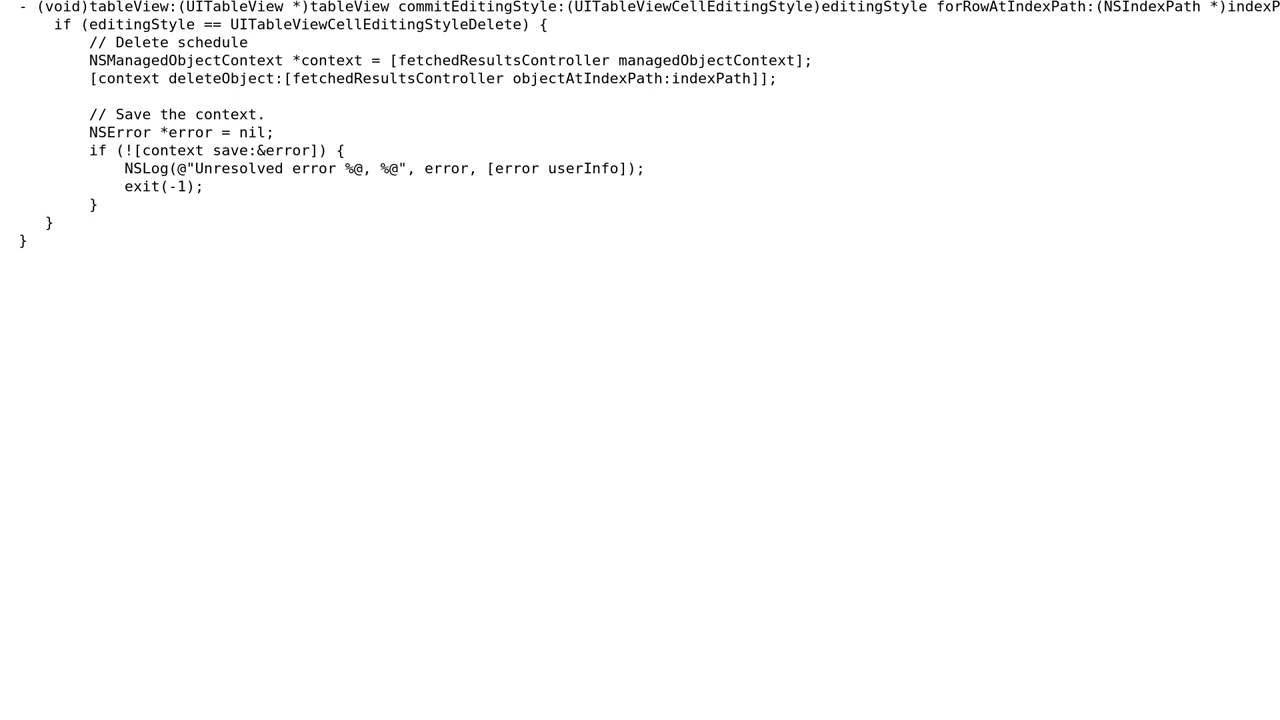 - (void)tableView:(UITableView *)tableView commitEditingStyle:(UITableViewCellEditingStyle)editingStyle forRowAtIndexPath:(NSIndexPath *)indexP
    if (editingStyle == UITableViewCellEditingStyleDelete) {
        // Delete schedule
        NSManagedObjectContext *context = [fetchedResultsController managedObjectContext];
        [context deleteObject:[fetchedResultsController objectAtIndexPath:indexPath]];
        // Save the context.
        NSError *error = nil;
        if (![context save:&error]) {
            NSLog(@"Unresolved error %@, %@", error, [error userInfo]);
            exit(-1);
        }
   }
}